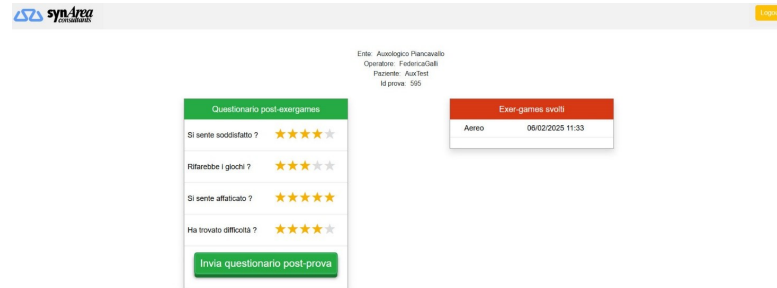 synArea
consultants
Ente: Auxologico Piancavallo
Operatore: FedericaGalli
Paziente: AuxTest
Id prova: 595
Questionario post-exergames
Si sente soddisfatto ?
Rifarebbe i giochi ?
Si sente affaticato ?
Ha trovato difficoltà ?
Invia questionario post-prova
Exer-games svolti
Aereo 06/02/2025 11:33